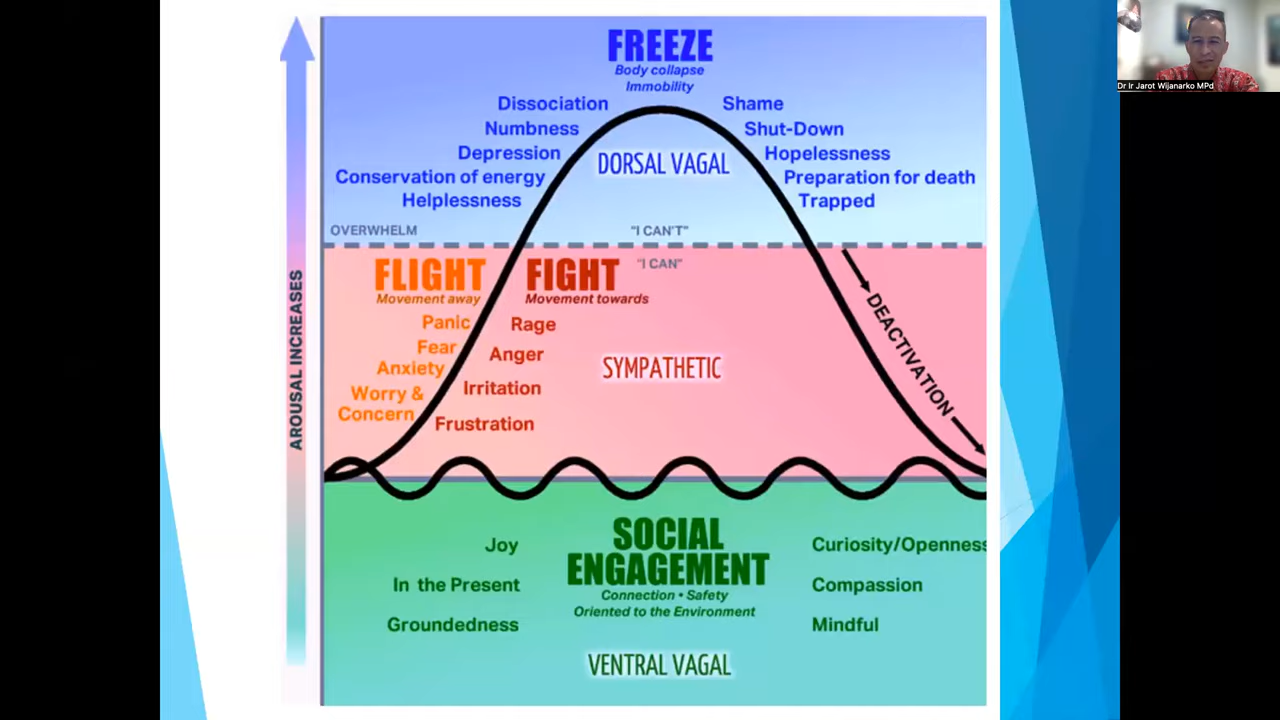 FREEZE
Body collapse
Immobility
Dissociation
Numbness
Depression
Conservation of energy
Helplessness
Shame
Shut-Down
Hopelessness
Preparation for death
Trapped
DORSAL VAGAL
OVERWHELM
"I CAN'T"
"I CAN"
FLIGHT
Movement away
Panic
Fear
Anxiety
Worry &
Concern
FIGHT
Movement towards
Rage
Anger
Irritation
Frustration
SYMPATHETIC
DEACTIVATION
AROUSAL INCREASES
SOCIAL
ENGAGEMENT
Connection • Safety
Oriented to the Environment
Joy
In the Present
Groundedness
Curiosity/Openness
Compassion
Mindful
VENTRAL VAGAL
Dr Ir Jarot Wijanarko MPd